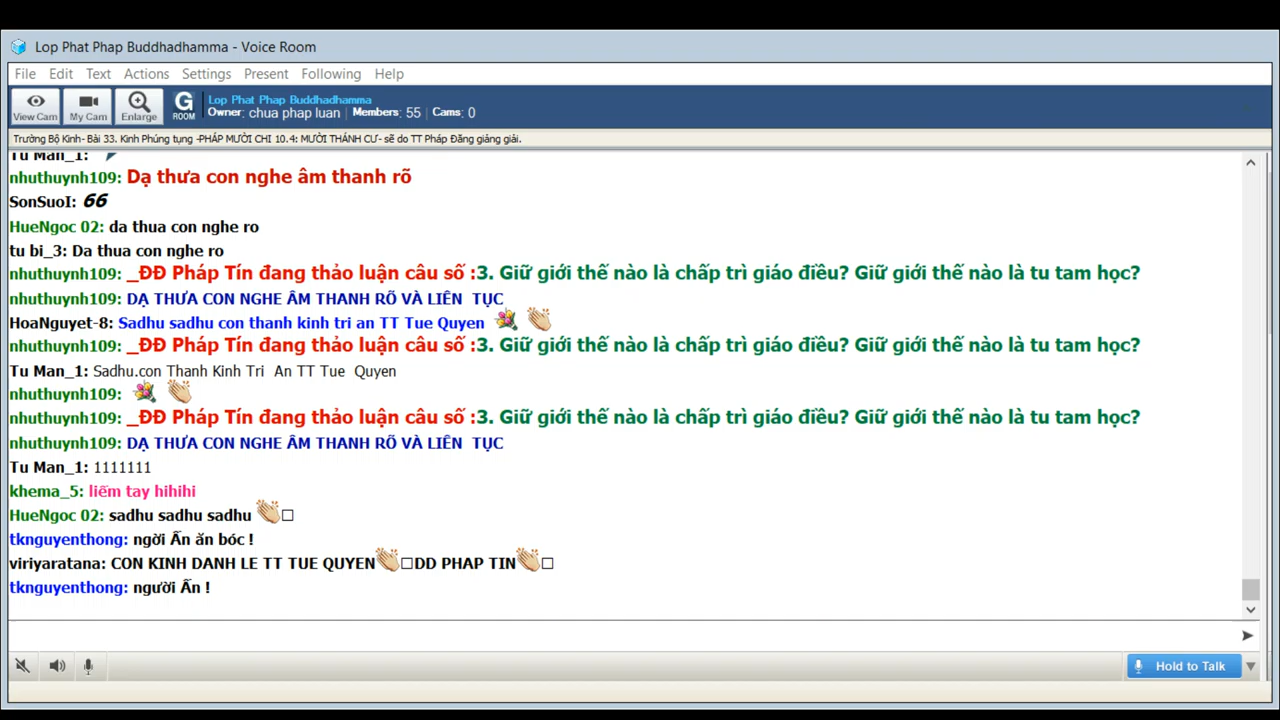 Lop Phat Phap Buddhadhamma - Voice Room
File Edit Text Actions Settings Present Following Help
View Cam My Cam Enlarge G ROOM
Lop Phat Phap Buddhadhamma
Owner: chua phap luan Members: 55 Cams: 0
Trường Bộ Kinh- Bài 33. Kinh Phúng tụng -PHÁP MƯỜI CHI 10.4: MƯỜI THÁNH CƯ- sẽ do TT Pháp Đăng giảng giải.
Tu Man_1:
nhuthuynh109: Dạ thưa con nghe âm thanh rõ
SonSuoI: 66
HueNgoc 02: da thua con nghe ro
tu bi_3: Da thua con nghe ro
nhuthuynh109: _ĐĐ Pháp Tín đang thảo luận câu số :3. Giữ giới thế nào là chấp trì giáo điều? Giữ giới thế nào là tu tam học?
nhuthuynh109: DẠ THƯA CON NGHE ÂM THANH RÕ VÀ LIÊN TỤC
HoaNguyet-8: Sadhu sadhu con thanh kinh tri an TT Tue Quyen
nhuthuynh109: _ĐĐ Pháp Tín đang thảo luận câu số :3. Giữ giới thế nào là chấp trì giáo điều? Giữ giới thế nào là tu tam học?
Tu Man_1: Sadhu.con Thanh Kinh Tri An TT Tue Quyen
nhuthuynh109:
nhuthuynh109: _ĐĐ Pháp Tín đang thảo luận câu số :3. Giữ giới thế nào là chấp trì giáo điều? Giữ giới thế nào là tu tam học?
nhuthuynh109: DẠ THƯA CON NGHE ÂM THANH RÕ VÀ LIÊN TỤC
Tu Man_1: 1111111
khema_5: liếm tay hihihi
HueNgoc 02: sadhu sadhu sadhu
tknguyenthong: ngời Ấn ăn bóc !
viriyaratana: CON KINH DANH LE TT TUE QUYEN DD PHAP TIN
tknguyenthong: người Ấn !
Hold to Talk